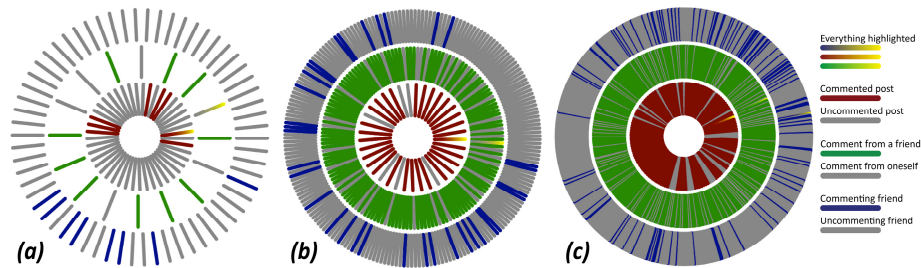 (a)
(b)
(c)
Everything highlighted
Commented post
Uncommented post
Comment from a friend
Comment from oneself
Commenting friend
Uncommenting friend